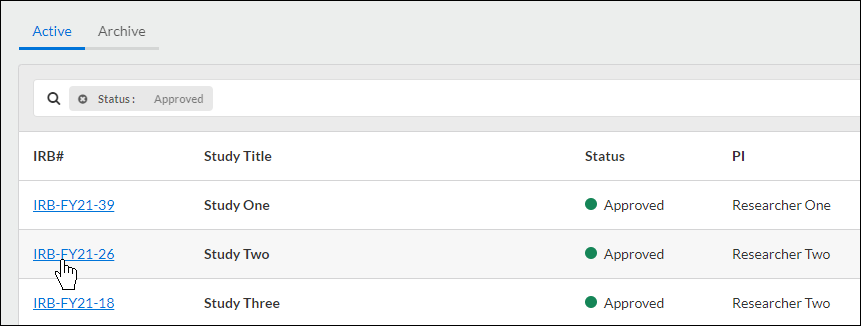 Active Archive
Status : Approved
IRB# Study Title Status PI
IRB-FY21-39 Study One Approved Researcher One
IRB-FY21-26 Study Two Approved Researcher Two
IRB-FY21-18 Study Three Approved Researcher Two